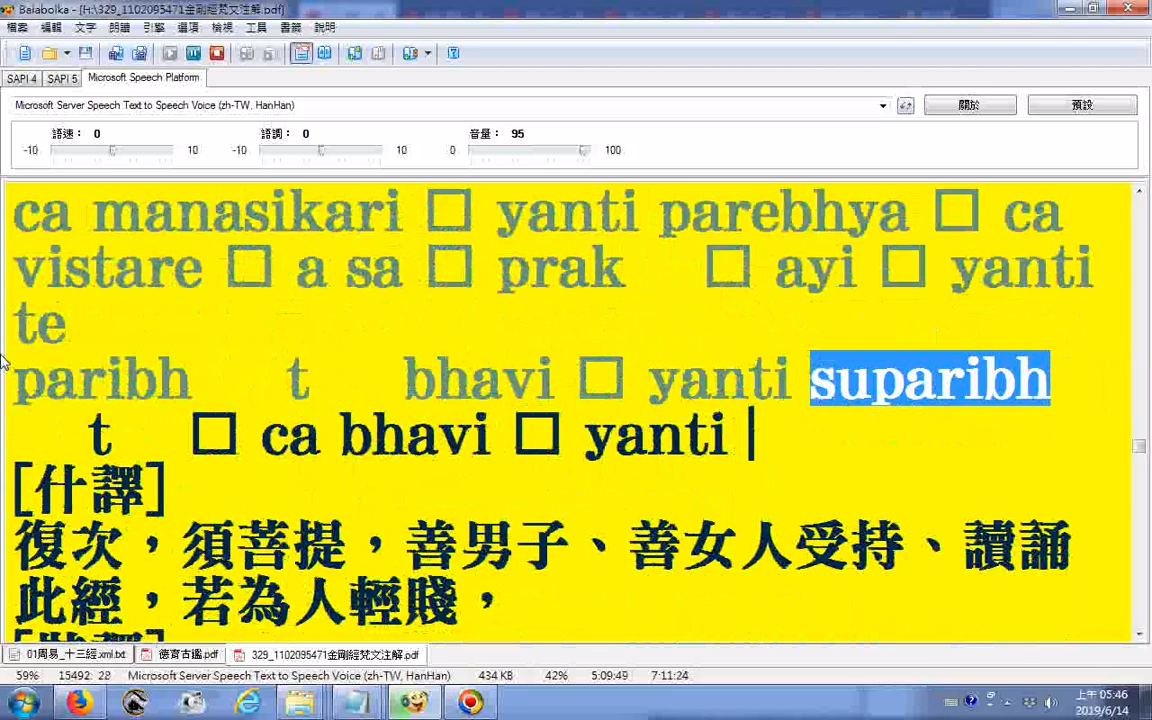 Balabolka - [H:\329_1102095471金剛經梵文注解.pdf]
檔案 編輯 文字 朗讀 引擎 選項 檢視 工具 書籤 說明
SAPI 4 SAPI 5 Microsoft Speech Platform
Microsoft Server Speech Text to Speech Voice (zh-TW, HanHan) 關於 預設
語速： 0 語調： 0 音量： 95
-10 10 -10 10 0 100
ca manasikari □ yanti parebhya □ ca
vistare □ a sa □ prak □ ayi □ yanti
te
paribh t bhavi □ yanti suparibh
t □ ca bhavi □ yanti |
[什譯]
復次，須菩提，善男子、善女人受持、讀誦
此經，若為人輕賤，
01周易_十三經.xml.txt 德育古鑑.pdf 329_1102095471金剛經梵文注解.pdf
59% 15492: 28 Microsoft Server Speech Text to Speech Voice (zh-TW, HanHan) 434 KB 42% 5:09:49 7:11:24
上午 05:46
2019/6/14